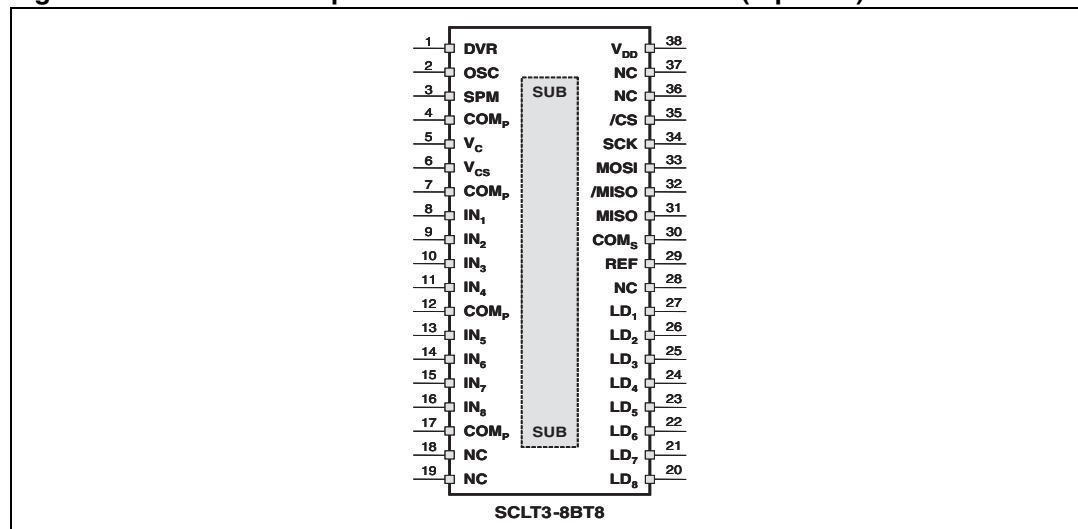 1 DVR V_DD 38
2 OSC NC 37
3 SPM SUB NC 36
4 COM_P /CS 35
5 V_C SCK 34
6 V_CS MOSI 33
7 COM_P /MISO 32
8 IN_1 MISO 31
9 IN_2 COM_S 30
10 IN_3 REF 29
11 IN_4 NC 28
12 COM_P LD_1 27
13 IN_5 LD_2 26
14 IN_6 LD_3 25
15 IN_7 LD_4 24
16 IN_8 LD_5 23
17 COM_P SUB LD_6 22
18 NC LD_7 21
19 NC LD_8 20
SCLT3-8BT8